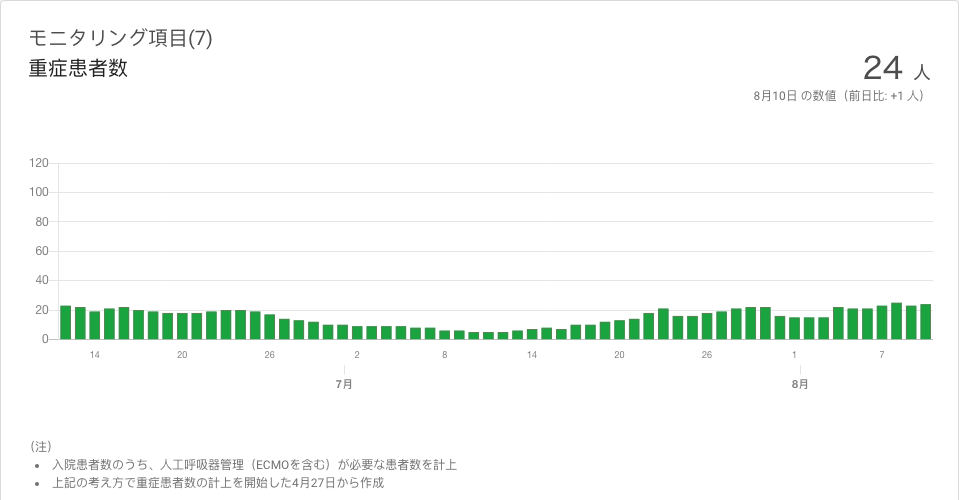 モニタリング項目(7)
重症患者数
24 人
8月10日 の数値（前日比: +1 人）
120
100
80
60
40
20
0
14 20 26 2 8 14 20 26 1 7
7月 8月
（注）
• 入院患者数のうち、人工呼吸器管理（ECMOを含む）が必要な患者数を計上
• 上記の考え方で重症患者数の計上を開始した4月27日から作成